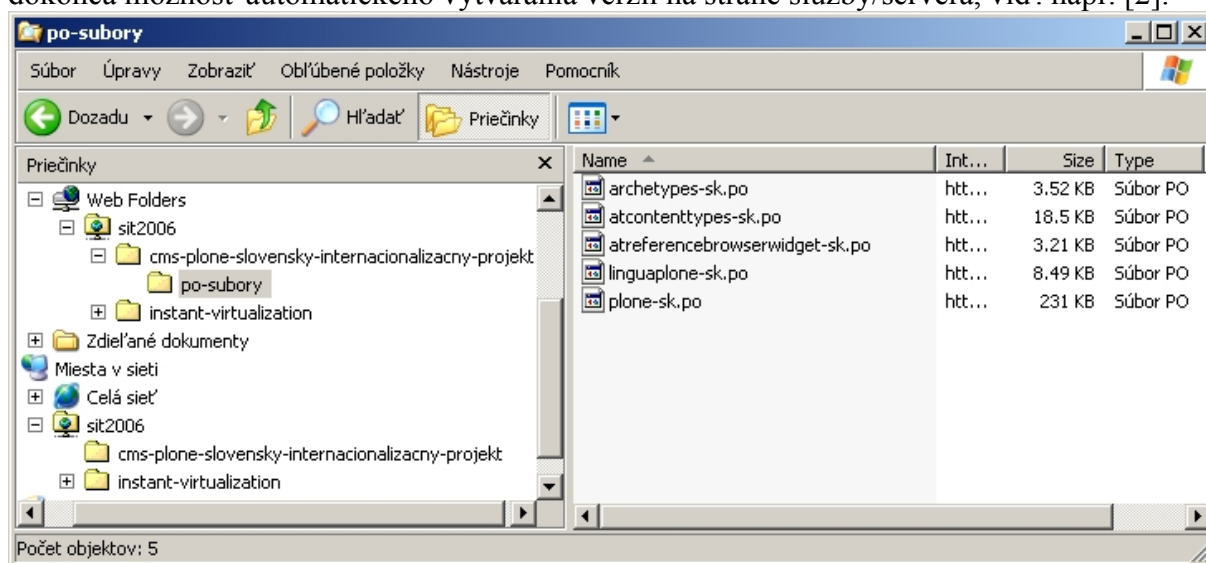 dokonca možnosť automatického vytvárania verzií na strane služby/servera, viď. napr. [2].
po-subory
Súbor Úpravy Zobraziť Obľúbené položky Nástroje Pomocník
Dozadu Hľadať Priečinky
Priečinky
Web Folders
sit2006
cms-plone-slovensky-internacionalizacny-projekt
po-subory
instant-virtualization
Zdieľané dokumenty
Miesta v sieti
Celá sieť
sit2006
cms-plone-slovensky-internacionalizacny-projekt
instant-virtualization
Name Int... Size Type
archetypes-sk.po htt... 3.52 KB Súbor PO
atcontenttypes-sk.po htt... 18.5 KB Súbor PO
atreferencebrowserwidget-sk.po htt... 3.21 KB Súbor PO
linguaplone-sk.po htt... 8.49 KB Súbor PO
plone-sk.po htt... 231 KB Súbor PO
Počet objektov: 5